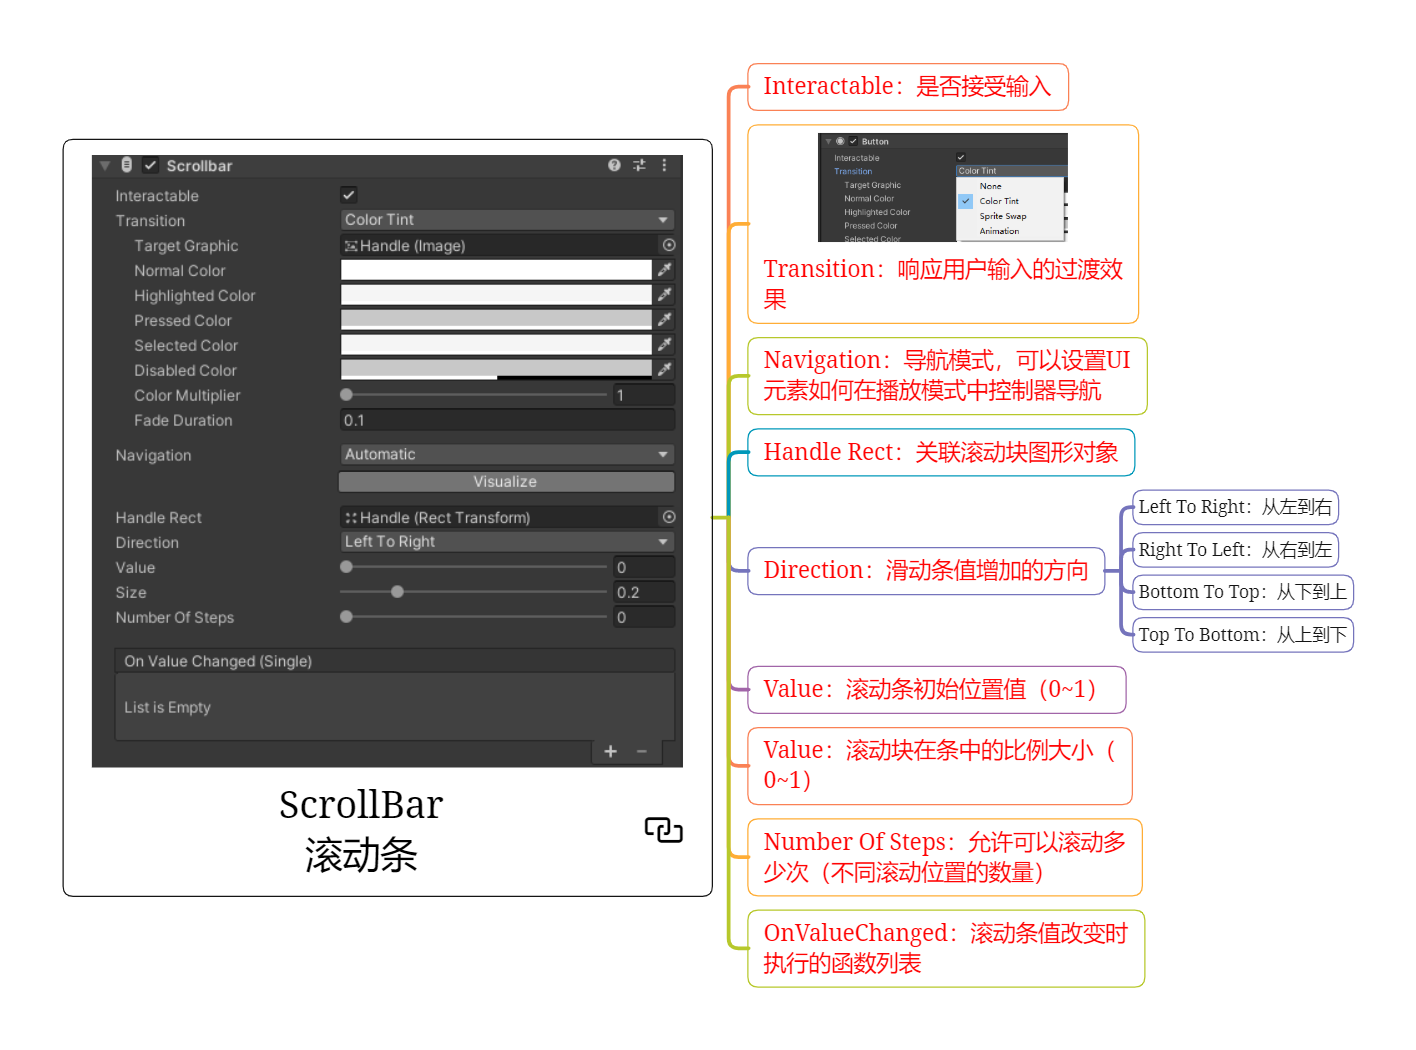 Scrollbar
Interactable
Transition
Color Tint
Target Graphic
Handle (Image)
Normal Color
Highlighted Color
Pressed Color
Selected Color
Disabled Color
Color Multiplier
1
Fade Duration
0.1
Navigation
Automatic
Visualize
Handle Rect
Handle (Rect Transform)
Direction
Left To Right
Value
0
Size
0.2
Number Of Steps
0
On Value Changed (Single)
List is Empty
ScrollBar
滚动条
Interactable：是否接受输入
Button
Interactable
Transition
Color Tint
Target Graphic
Normal Color
Highlighted Color
Pressed Color
Selected Color
None
Color Tint
Sprite Swap
Animation
Transition：响应用户输入的过渡效
果
Navigation：导航模式，可以设置UI
元素如何在播放模式中控制器导航
Handle Rect：关联滚动块图形对象
Direction：滑动条值增加的方向
Left To Right：从左到右
Right To Left：从右到左
Bottom To Top：从下到上
Top To Bottom：从上到下
Value：滚动条初始位置值（0~1）
Value：滚动块在条中的比例大小（
0~1）
Number Of Steps：允许可以滚动多
少次（不同滚动位置的数量）
OnValueChanged：滚动条值改变时
执行的函数列表